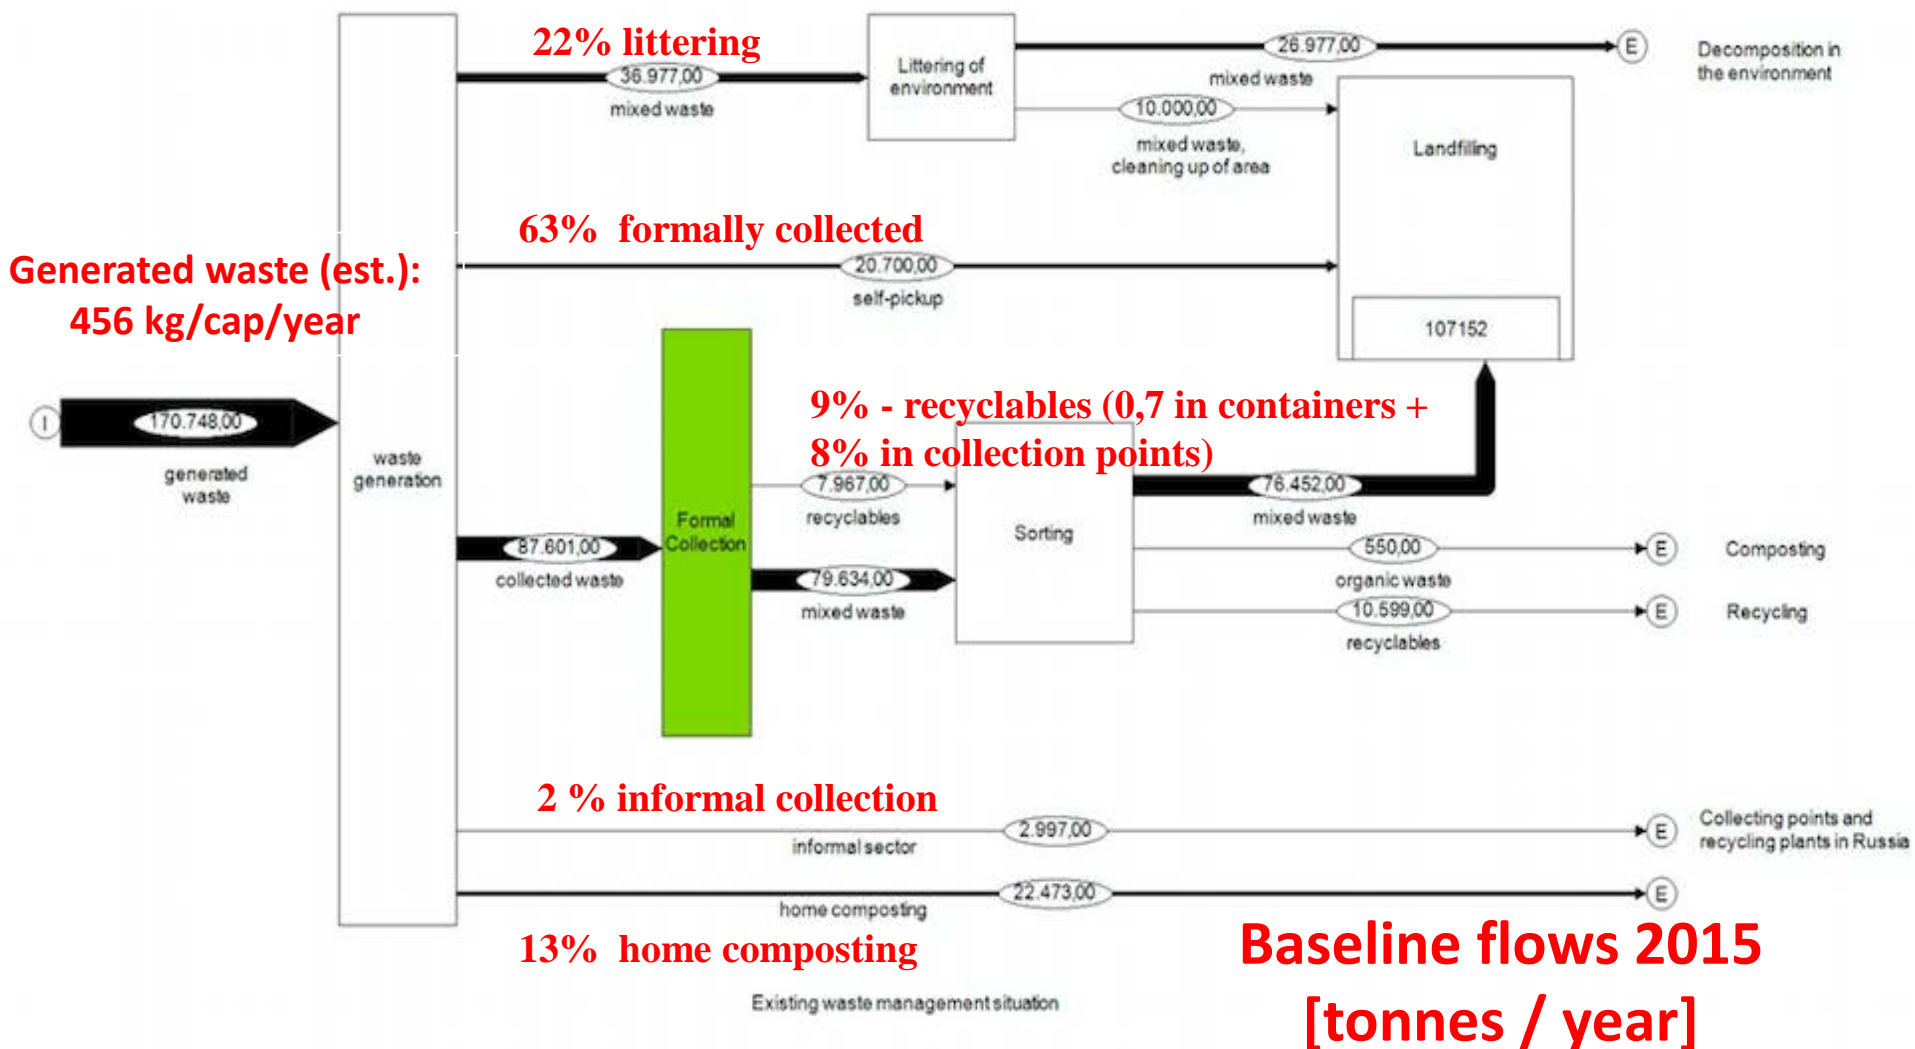 22% littering
36.977,00
mixed waste
Littering of
environment
26.977,00
mixed waste
E
Decomposition in
the environment
10.000,00
mixed waste,
cleaning up of area
Landfilling
107152
63%  formally collected
20.700,00
self-pickup
Generated waste (est.):
456 kg/cap/year
I
170.748,00
generated
waste
waste
generation
87.601,00
collected waste
Formal
Collection
9% - recyclables (0,7 in containers +
8% in collection points)
7.967,00
recyclables
79.634,00
mixed waste
Sorting
76.452,00
mixed waste
550,00
organic waste
E
Composting
10.599,00
recyclables
E
Recycling
2 % informal collection
2.997,00
informal sector
E
Collecting points and
recycling plants in Russia
22.473,00
home composting
E
13%  home composting
Baseline flows 2015
[tonnes / year]
Existing waste management situation